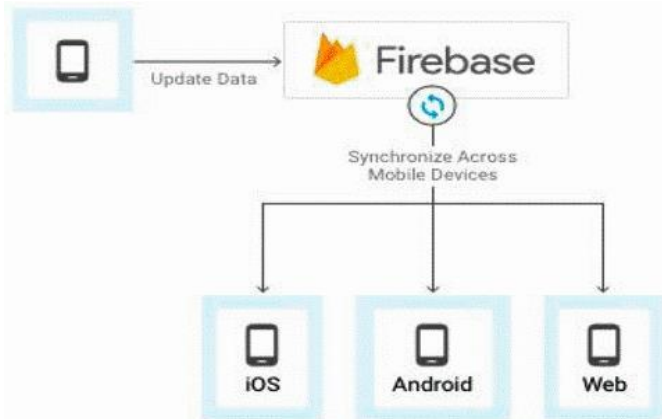 Update Data
Firebase
Synchronize Across
Mobile Devices
iOS
Android
Web